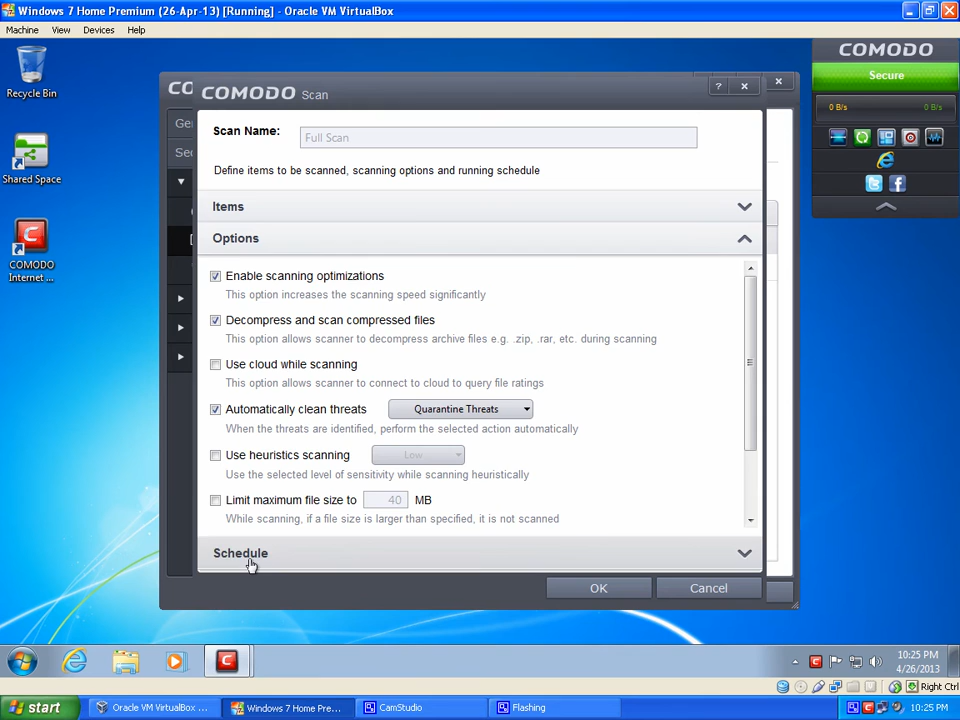 Windows 7 Home Premium (26-Apr-13) [Running] - Oracle VM VirtualBox
Machine View Devices Help
Recycle Bin
Shared Space
COMODO
Internet ...
COMODO
Secure
0 B/s 0 B/s
CO
Ge
Sec
COMODO Scan
?
Scan Name: Full Scan
Define items to be scanned, scanning options and running schedule
Items
Options
Enable scanning optimizations
This option increases the scanning speed significantly
Decompress and scan compressed files
This option allows scanner to decompress archive files e.g. .zip, .rar, etc. during scanning
Use cloud while scanning
This option allows scanner to connect to cloud to query file ratings
Automatically clean threats Quarantine Threats
When the threats are identified, perform the selected action automatically
Use heuristics scanning Low
Use the selected level of sensitivity while scanning heuristically
Limit maximum file size to 40 MB
While scanning, if a file size is larger than specified, it is not scanned
Schedule
OK Cancel
10:25 PM
4/26/2013
Right Ctrl
start Oracle VM VirtualBox ... Windows 7 Home Pre... CamStudio Flashing 10:25 PM